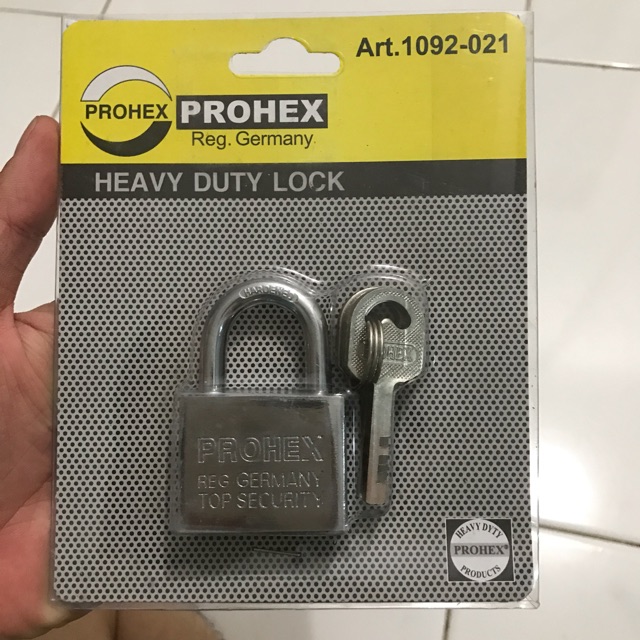 Art.1092-021
PROHEX
PROHEX
Reg. Germany
HEAVY DUTY LOCK
HARDENED
PROHEX
REG GERMANY
TOP SECURITY
HEAVY DYTY
PROHEX®
PRODUCTS